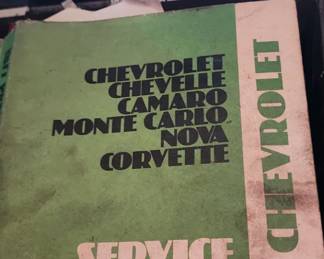 CHEVROLET
CHEVELLE
CAMARO
MONTE CARLO
NOVA
CORVETTE
SERVICE
CHEVROLET